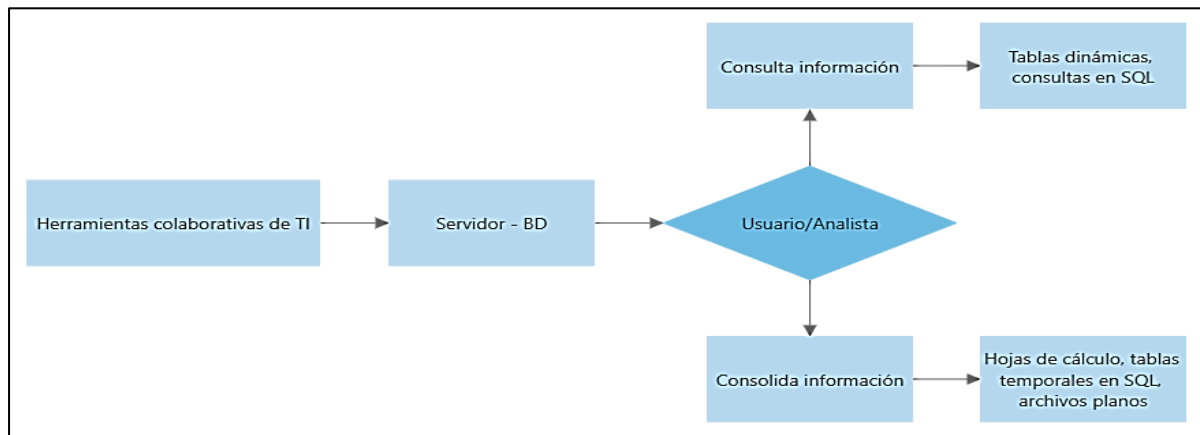 Consulta información
Tablas dinámicas,
consultas en SQL
Herramientas colaborativas de TI
Servidor - BD
Usuario/Analista
Consolida información
Hojas de cálculo, tablas
temporales en SQL,
archivos planos